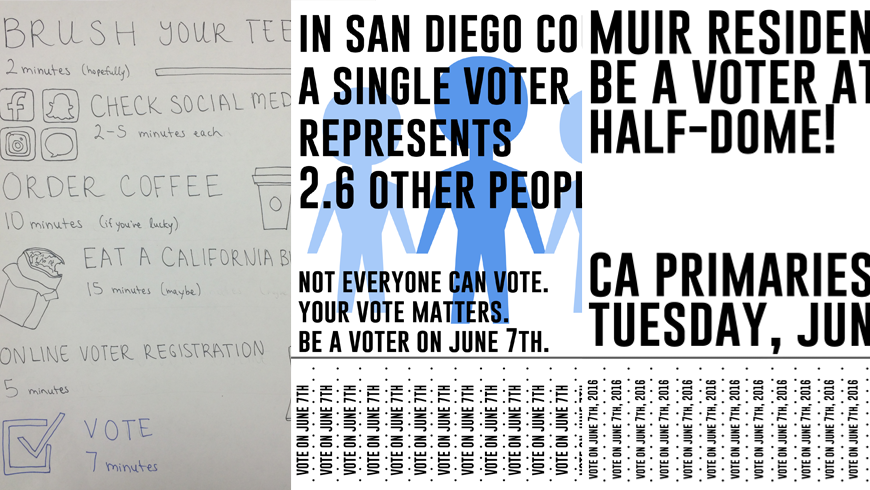 BRUSH YOUR TEE
2 minutes (hopefully)
CHECK SOCIAL MED
2-5 minutes each
ORDER COFFEE
10 minutes (if you're lucky)
EAT A CALIFORNIA B
15 minutes (maybe)
ONLINE VOTER REGISTRATION
5 minutes
VOTE
7 minutes
IN SAN DIEGO CO
A SINGLE VOTER
REPRESENTS
2.6 OTHER PEOPL
NOT EVERYONE CAN VOTE.
YOUR VOTE MATTERS.
BE A VOTER ON JUNE 7TH.
VOTE ON JUNE 7TH
VOTE ON JUNE 7TH
VOTE ON JUNE 7TH
VOTE ON JUNE 7TH
VOTE ON JUNE 7TH
VOTE ON JUNE 7TH
VOTE ON JUNE 7TH
VOTE ON JUNE 7TH
VOTE ON JUNE 7TH
VOTE ON JUNE 7TH
VOTE ON JUNE 7TH
VOTE ON JUNE 7TH
MUIR RESIDEN
BE A VOTER AT
HALF-DOME!
CA PRIMARIES
TUESDAY, JUN
VOTE ON JUNE 7TH, 2016
VOTE ON JUNE 7TH, 2016
VOTE ON JUNE 7TH, 2016
VOTE ON JUNE 7TH, 2016
VOTE ON JUNE 7TH, 2016
VOTE ON JUNE 7TH, 2016
VOTE ON JUNE 7TH, 2016
VOTE ON JUNE 7TH, 2016
VOTE ON JUNE 7TH, 2016
VOTE ON JUNE 7TH, 2016
VOTE ON JUNE 7TH, 2016
VOTE ON JUNE 7TH, 2016